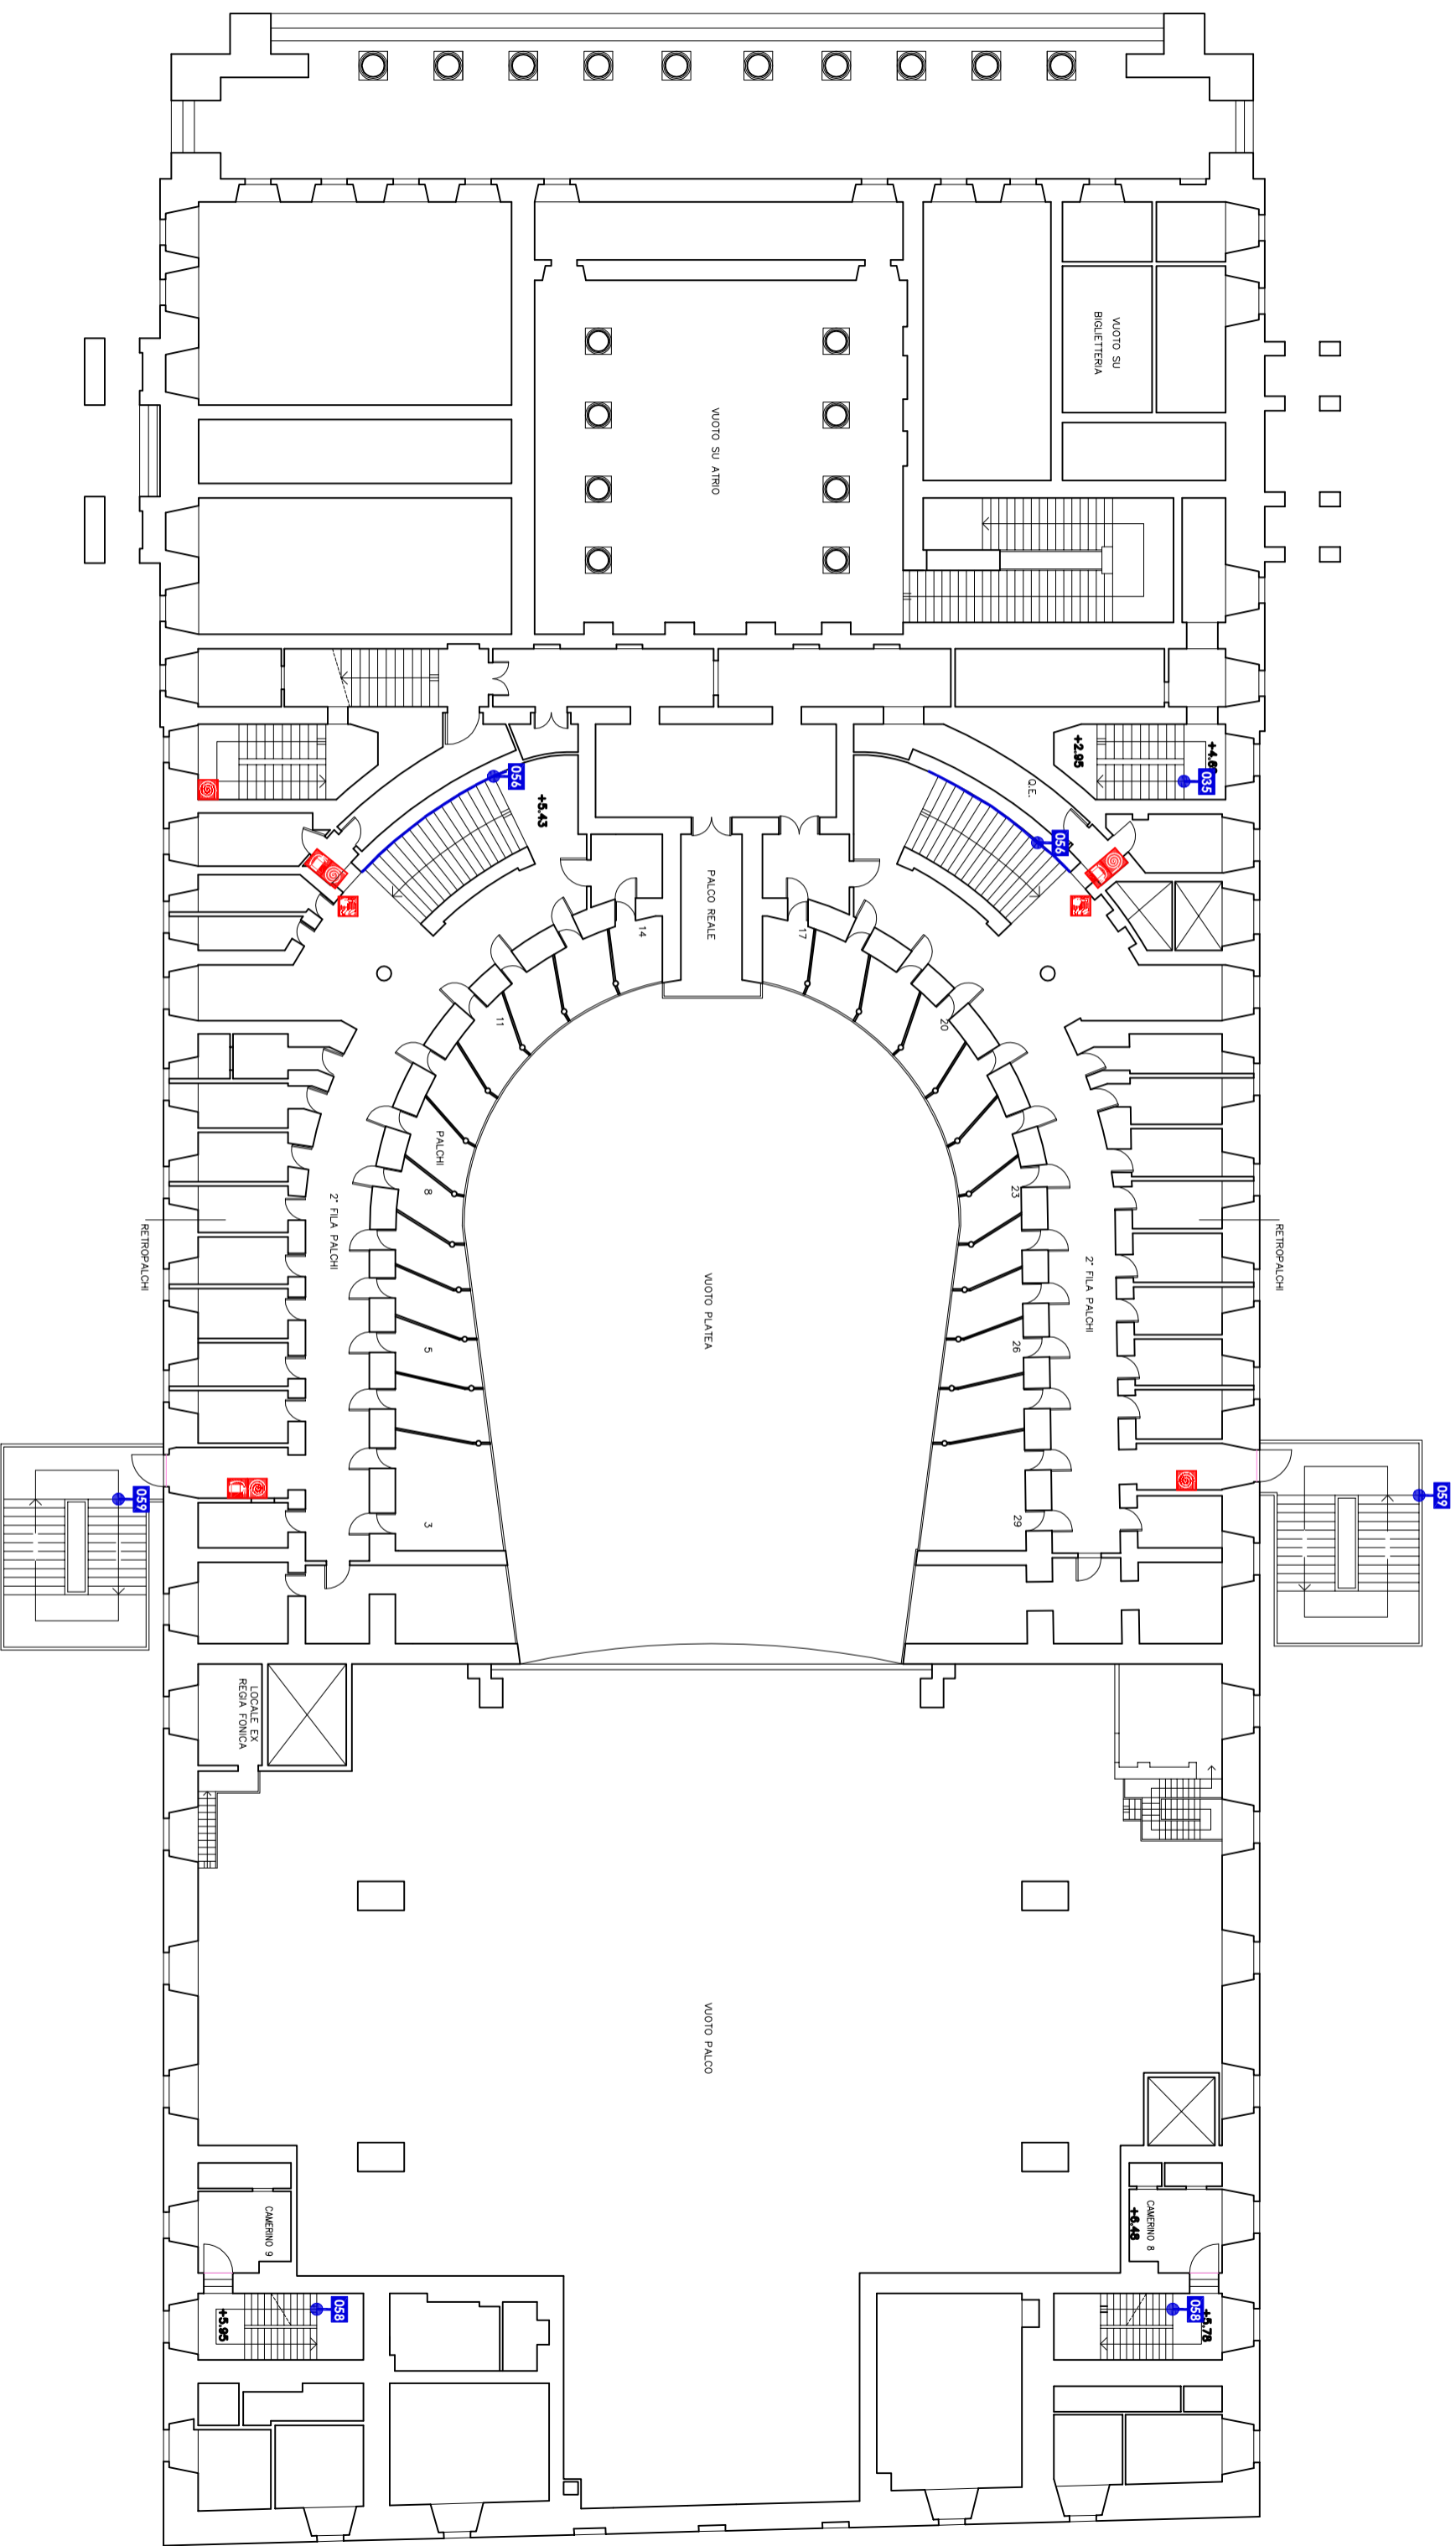 VUOTO SU
BIGLIETTERIA
VUOTO SU ATRIO
+2.95
035
056
+5.43
Q.E.
056
PALCO REALE
14
17
11
20
PALCHI
8
23
2° FILA PALCHI
2° FILA PALCHI
RETROPALCHI
RETROPALCHI
VUOTO PLATEA
5
26
3
29
059
059
LOCALE EX
REGIA FONICA
VUOTO PALCO
CAMERINO 9
CAMERINO 8
+6.48
058
+5.95
058
+5.78